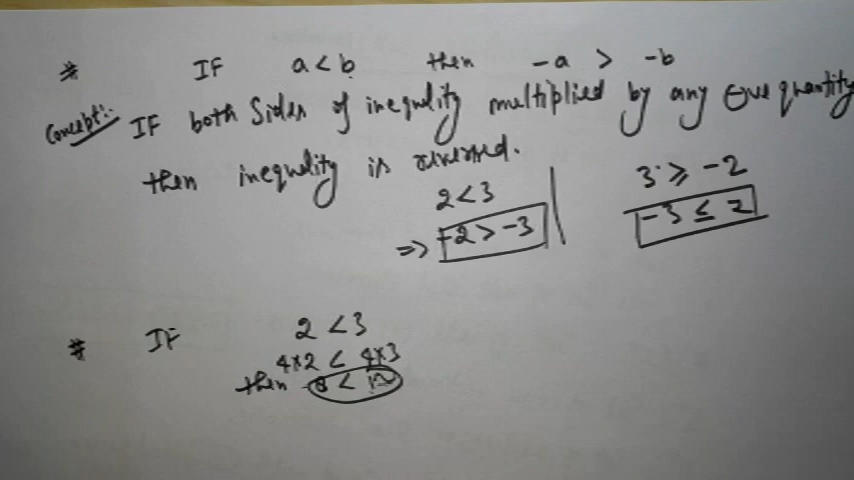 * IF a < b then -a > -b
Concept:- IF both Sides of inequality multiplied by any ⊖ve quantity
then inequality is reversed.
2 < 3 | 3 ≥ -2
⇒ -2 > -3 | -3 ≤ 2
# IF 2 < 3
4×2 < 4×3
then 8 < 12